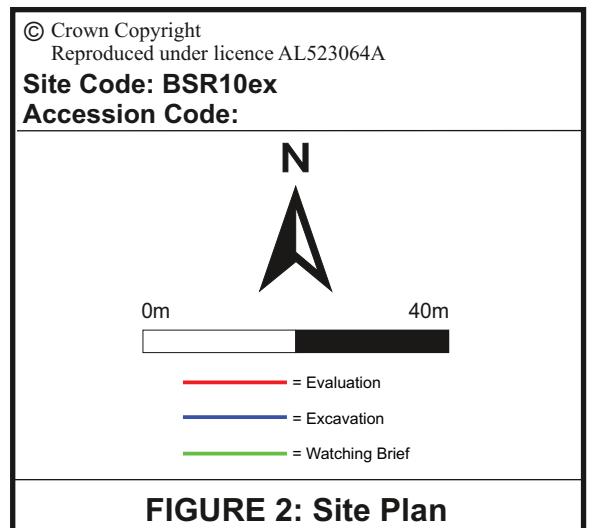 © Crown Copyright
Reproduced under licence AL523064A
Site Code: BSR10ex
Accession Code:
N
0m 40m
= Evaluation
= Excavation
= Watching Brief
FIGURE 2: Site Plan